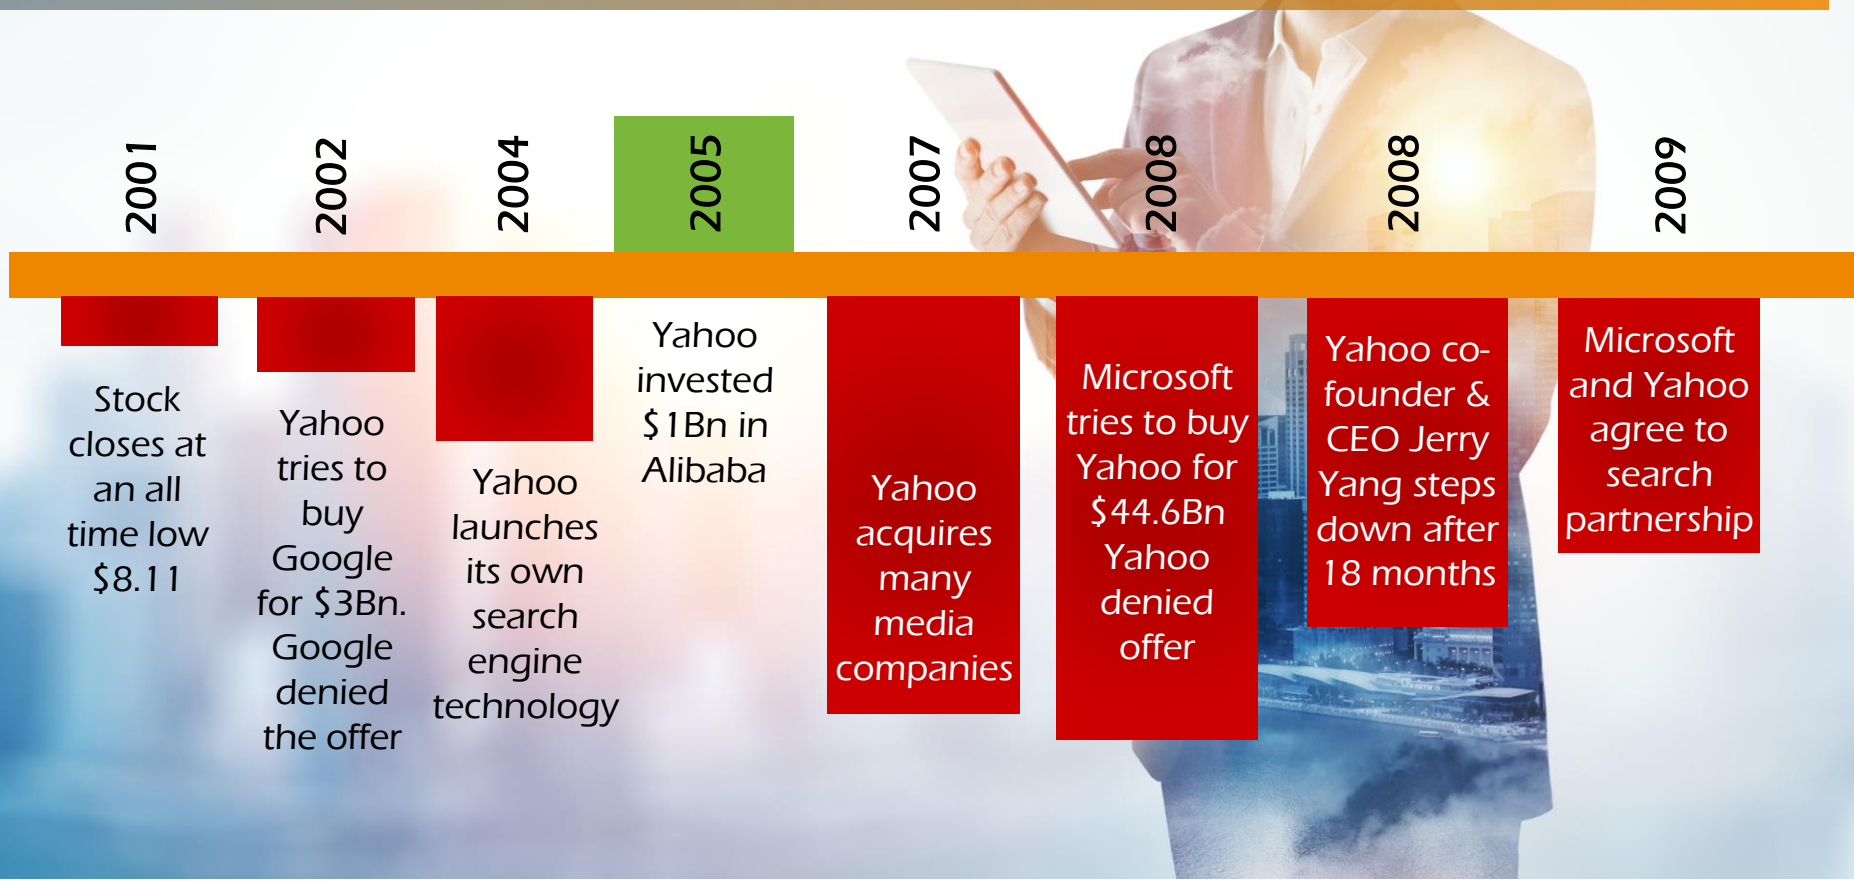 2001
2002
2004
2005
2007
2008
2008
2009
Stock
closes at
an all
time low
$8.11
Yahoo
tries to
buy
Google
for $3Bn.
Google
denied
the offer
Yahoo
launches
its own
search
engine
technology
Yahoo
invested
$1Bn in
Alibaba
Yahoo
acquires
many
media
companies
Microsoft
tries to buy
Yahoo for
$44.6Bn
Yahoo
denied
offer
Yahoo co-
founder &
CEO Jerry
Yang steps
down after
18 months
Microsoft
and Yahoo
agree to
search
partnership